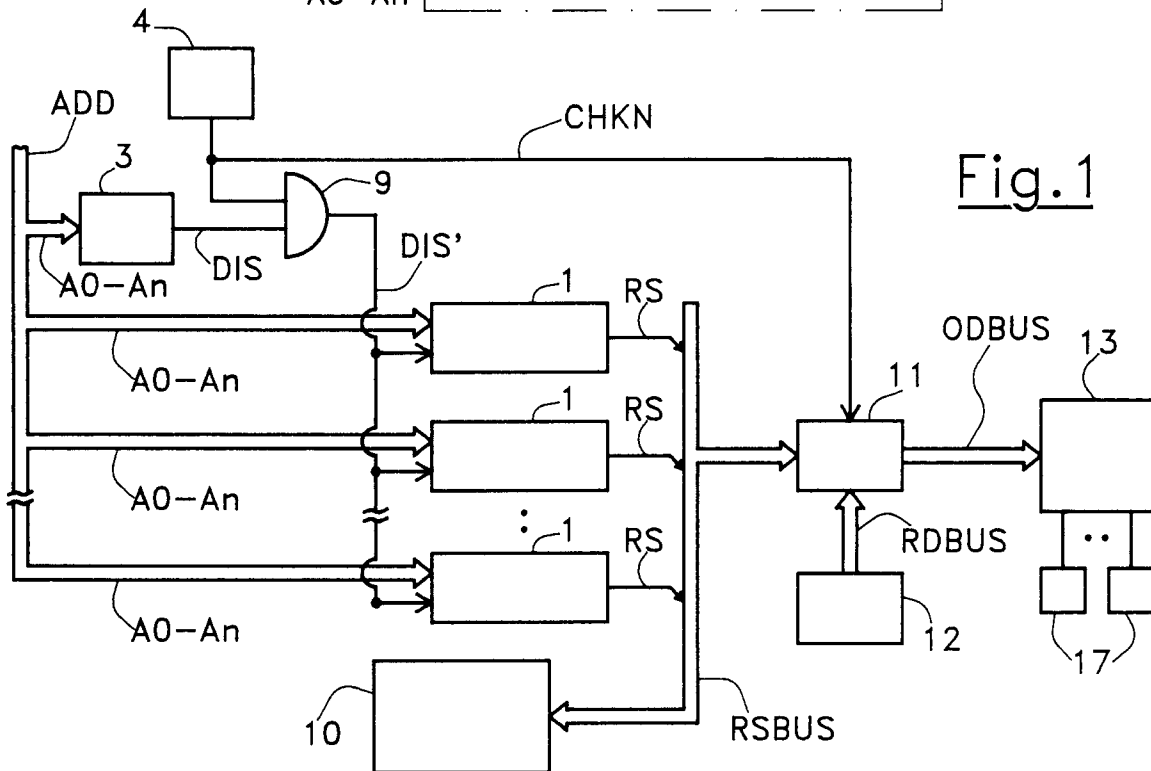 A0-An
4
ADD
CHKN
3
9
Fig.1
A0-An
DIS
DIS'
1
RS
ODBUS
A0-An
11
13
1
RS
A0-An
RDBUS
1
RS
A0-An
12
17
10
RSBUS